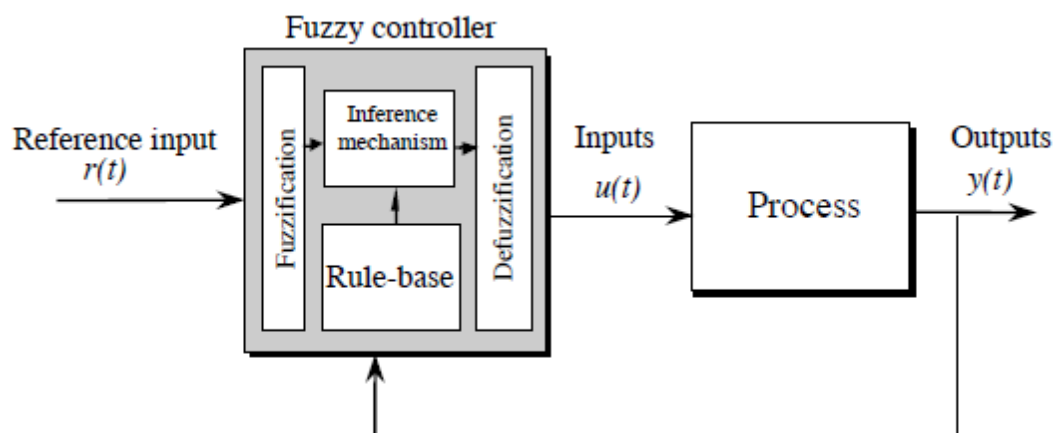 Fuzzy controller
Reference input
r(t)
Fuzzification
Inference
mechanism
Rule-base
Defuzzification
Inputs
u(t)
Process
Outputs
y(t)